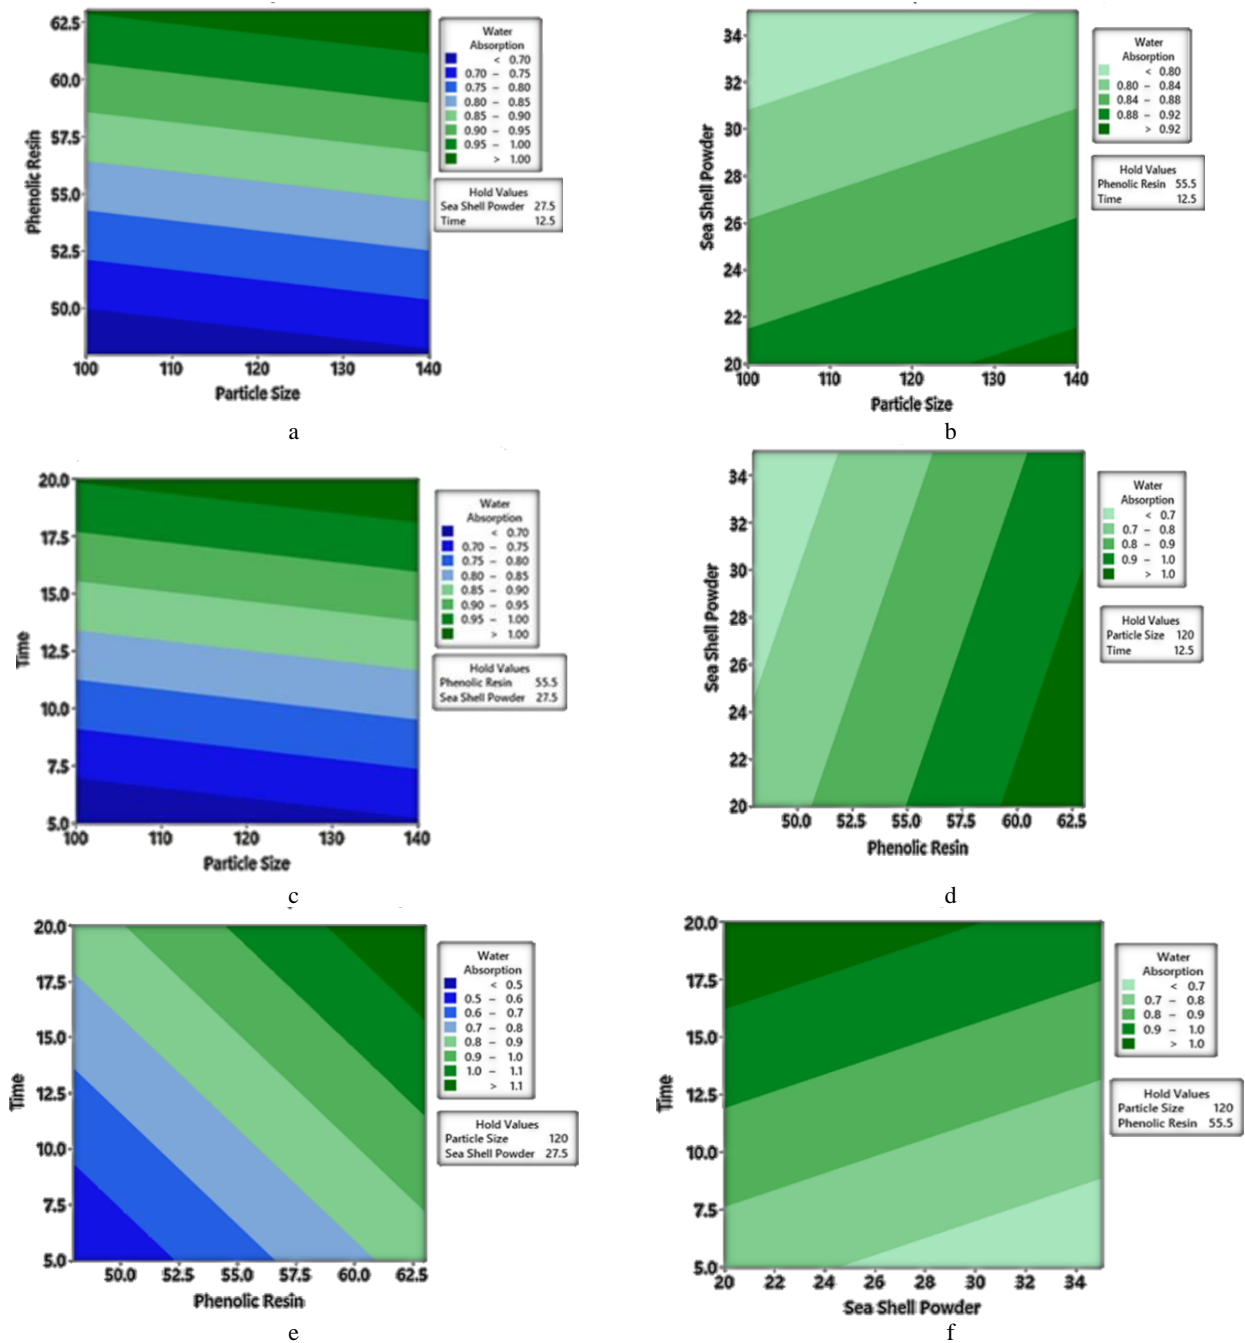 62.5
60.0
57.5
55.0
52.5
50.0
100 110 120 130 140
Phenolic Resin
Particle Size
Water
Absorption
< 0.70
0.70 – 0.75
0.75 – 0.80
0.80 – 0.85
0.85 – 0.90
0.90 – 0.95
0.95 – 1.00
> 1.00
Hold Values
Sea Shell Powder 27.5
Time 12.5
a
34
32
30
28
26
24
22
20
100 110 120 130 140
Sea Shell Powder
Particle Size
Water
Absorption
< 0.80
0.80 – 0.84
0.84 – 0.88
0.88 – 0.92
> 0.92
Hold Values
Phenolic Resin 55.5
Time 12.5
b
20.0
17.5
15.0
12.5
10.0
7.5
5.0
100 110 120 130 140
Time
Particle Size
Water
Absorption
< 0.70
0.70 – 0.75
0.75 – 0.80
0.80 – 0.85
0.85 – 0.90
0.90 – 0.95
0.95 – 1.00
> 1.00
Hold Values
Phenolic Resin 55.5
Sea Shell Powder 27.5
c
34
32
30
28
26
24
22
20
50.0 52.5 55.0 57.5 60.0 62.5
Sea Shell Powder
Phenolic Resin
Water
Absorption
< 0.7
0.7 – 0.8
0.8 – 0.9
0.9 – 1.0
> 1.0
Hold Values
Particle Size 120
Time 12.5
d
20.0
17.5
15.0
12.5
10.0
7.5
5.0
50.0 52.5 55.0 57.5 60.0 62.5
Time
Phenolic Resin
Water
Absorption
< 0.5
0.5 – 0.6
0.6 – 0.7
0.7 – 0.8
0.8 – 0.9
0.9 – 1.0
1.0 – 1.1
> 1.1
Hold Values
Particle Size 120
Sea Shell Powder 27.5
e
20.0
17.5
15.0
12.5
10.0
7.5
5.0
20 22 24 26 28 30 32 34
Time
Sea Shell Powder
Water
Absorption
< 0.7
0.7 – 0.8
0.8 – 0.9
0.9 – 1.0
> 1.0
Hold Values
Particle Size 120
Phenolic Resin 55.5
f